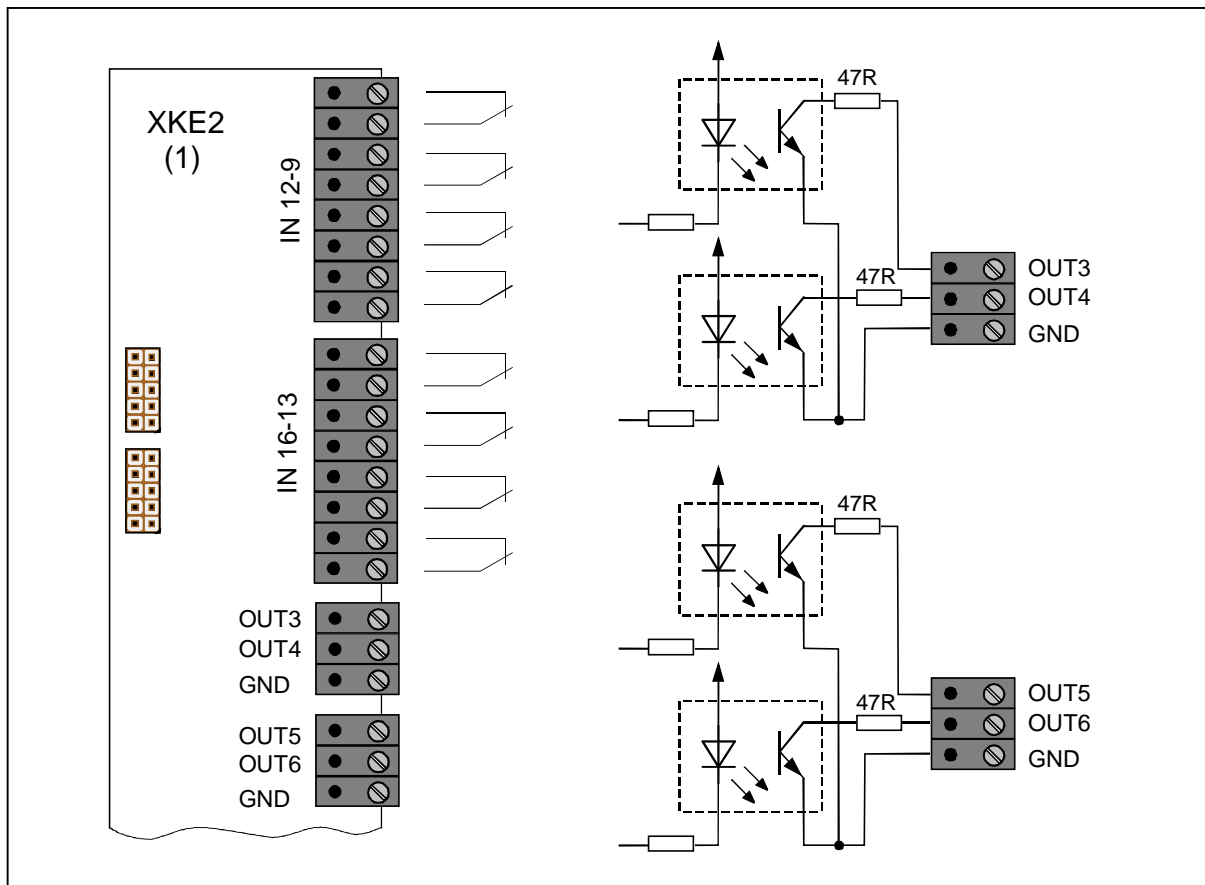 XKE2
(1)
IN 12-9
IN 16-13
OUT3
OUT4
GND
OUT5
OUT6
GND
47R
47R
OUT3
OUT4
GND
47R
47R
OUT5
OUT6
GND